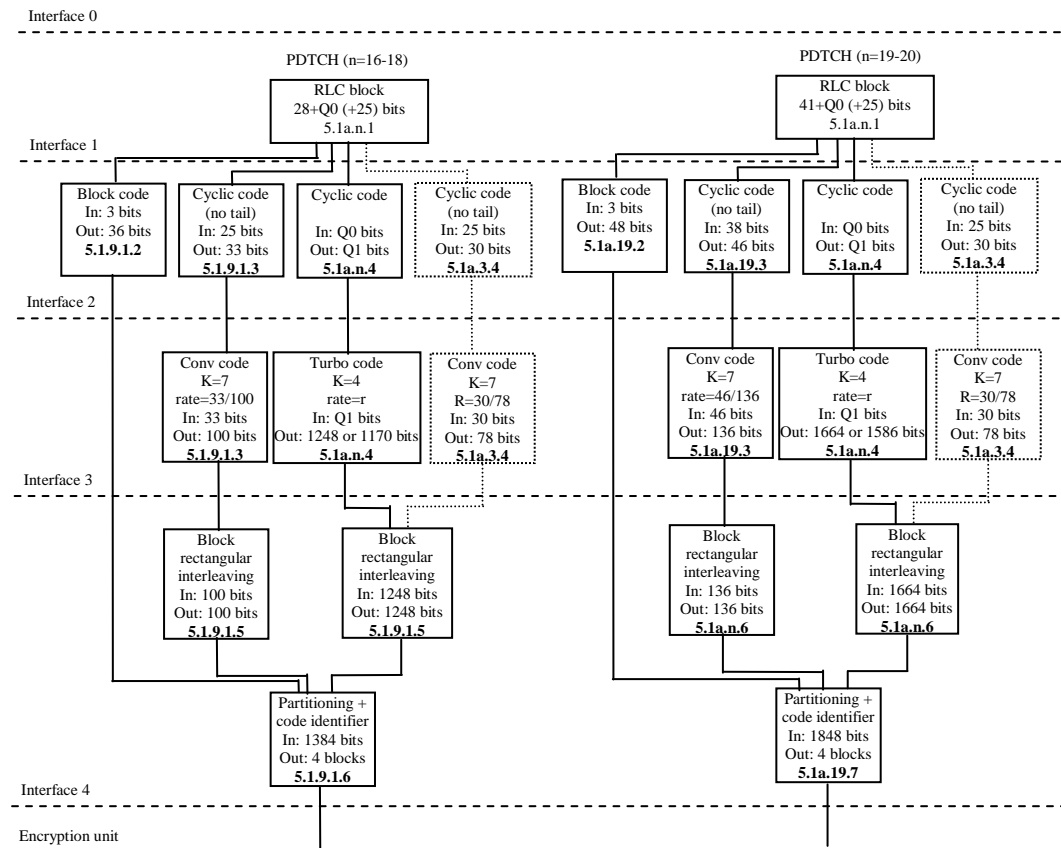 Interface 0
PDTCH (n=16-18)
RLC block
28+Q0 (+25) bits
5.1a.n.1
PDTCH (n=19-20)
RLC block
41+Q0 (+25) bits
5.1a.n.1
Interface 1
Block code
In: 3 bits
Out: 36 bits
5.1.9.1.2
Cyclic code
(no tail)
In: 25 bits
Out: 33 bits
5.1.9.1.3
Cyclic code
In: Q0 bits
Out: Q1 bits
5.1a.n.4
Cyclic code
(no tail)
In: 25 bits
Out: 30 bits
5.1a.3.4
Block code
In: 3 bits
Out: 48 bits
5.1a.19.2
Cyclic code
(no tail)
In: 38 bits
Out: 46 bits
5.1a.19.3
Cyclic code
In: Q0 bits
Out: Q1 bits
5.1a.n.4
Cyclic code
(no tail)
In: 25 bits
Out: 30 bits
5.1a.3.4
Interface 2
Conv code
K=7
rate=33/100
In: 33 bits
Out: 100 bits
5.1.9.1.3
Turbo code
K=4
rate=r
In: Q1 bits
Out: 1248 or 1170 bits
5.1a.n.4
Conv code
K=7
R=30/78
In: 30 bits
Out: 78 bits
5.1a.3.4
Conv code
K=7
rate=46/136
In: 46 bits
Out: 136 bits
5.1a.19.3
Turbo code
K=4
rate=r
In: Q1 bits
Out: 1664 or 1586 bits
5.1a.n.4
Conv code
K=7
R=30/78
In: 30 bits
Out: 78 bits
5.1a.3.4
Interface 3
Block
rectangular
interleaving
In: 100 bits
Out: 100 bits
5.1.9.1.5
Block
rectangular
interleaving
In: 1248 bits
Out: 1248 bits
5.1.9.1.5
Block
rectangular
interleaving
In: 136 bits
Out: 136 bits
5.1a.n.6
Block
rectangular
interleaving
In: 1664 bits
Out: 1664 bits
5.1a.n.6
Partitioning +
code identifier
In: 1384 bits
Out: 4 blocks
5.1.9.1.6
Partitioning +
code identifier
In: 1848 bits
Out: 4 blocks
5.1a.19.7
Interface 4
Encryption unit